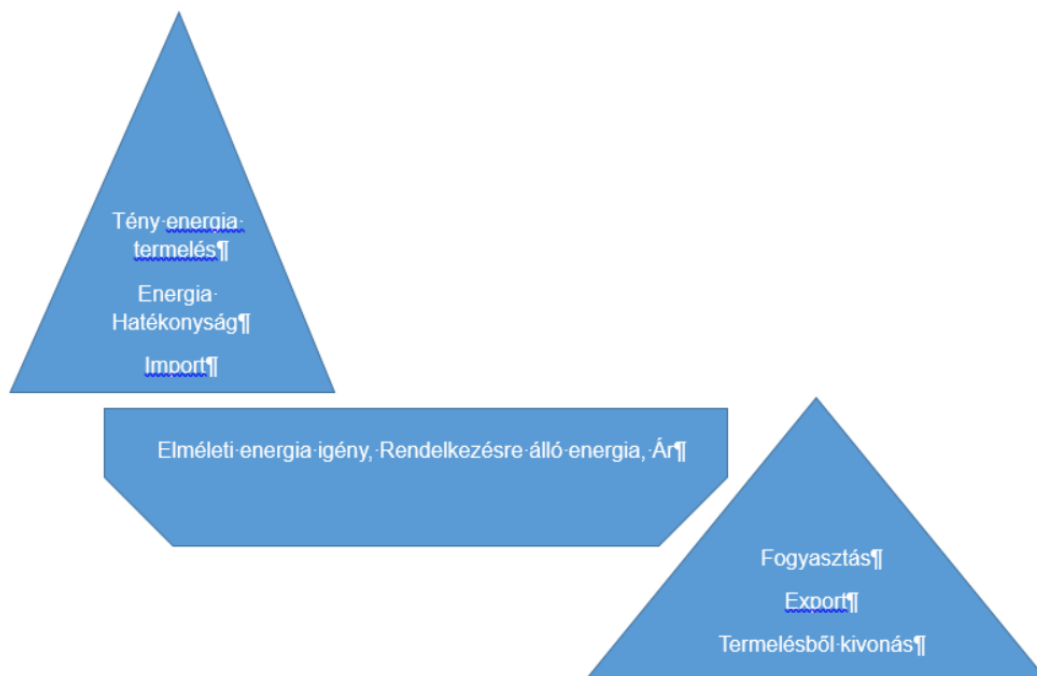 Tény energia
termelés¶
Energia
Hatékonyság¶
Import¶
Elméleti energia igény, Rendelkezésre álló energia, Ár¶
Fogyasztás¶
Export¶
Termelésből kivonás¶